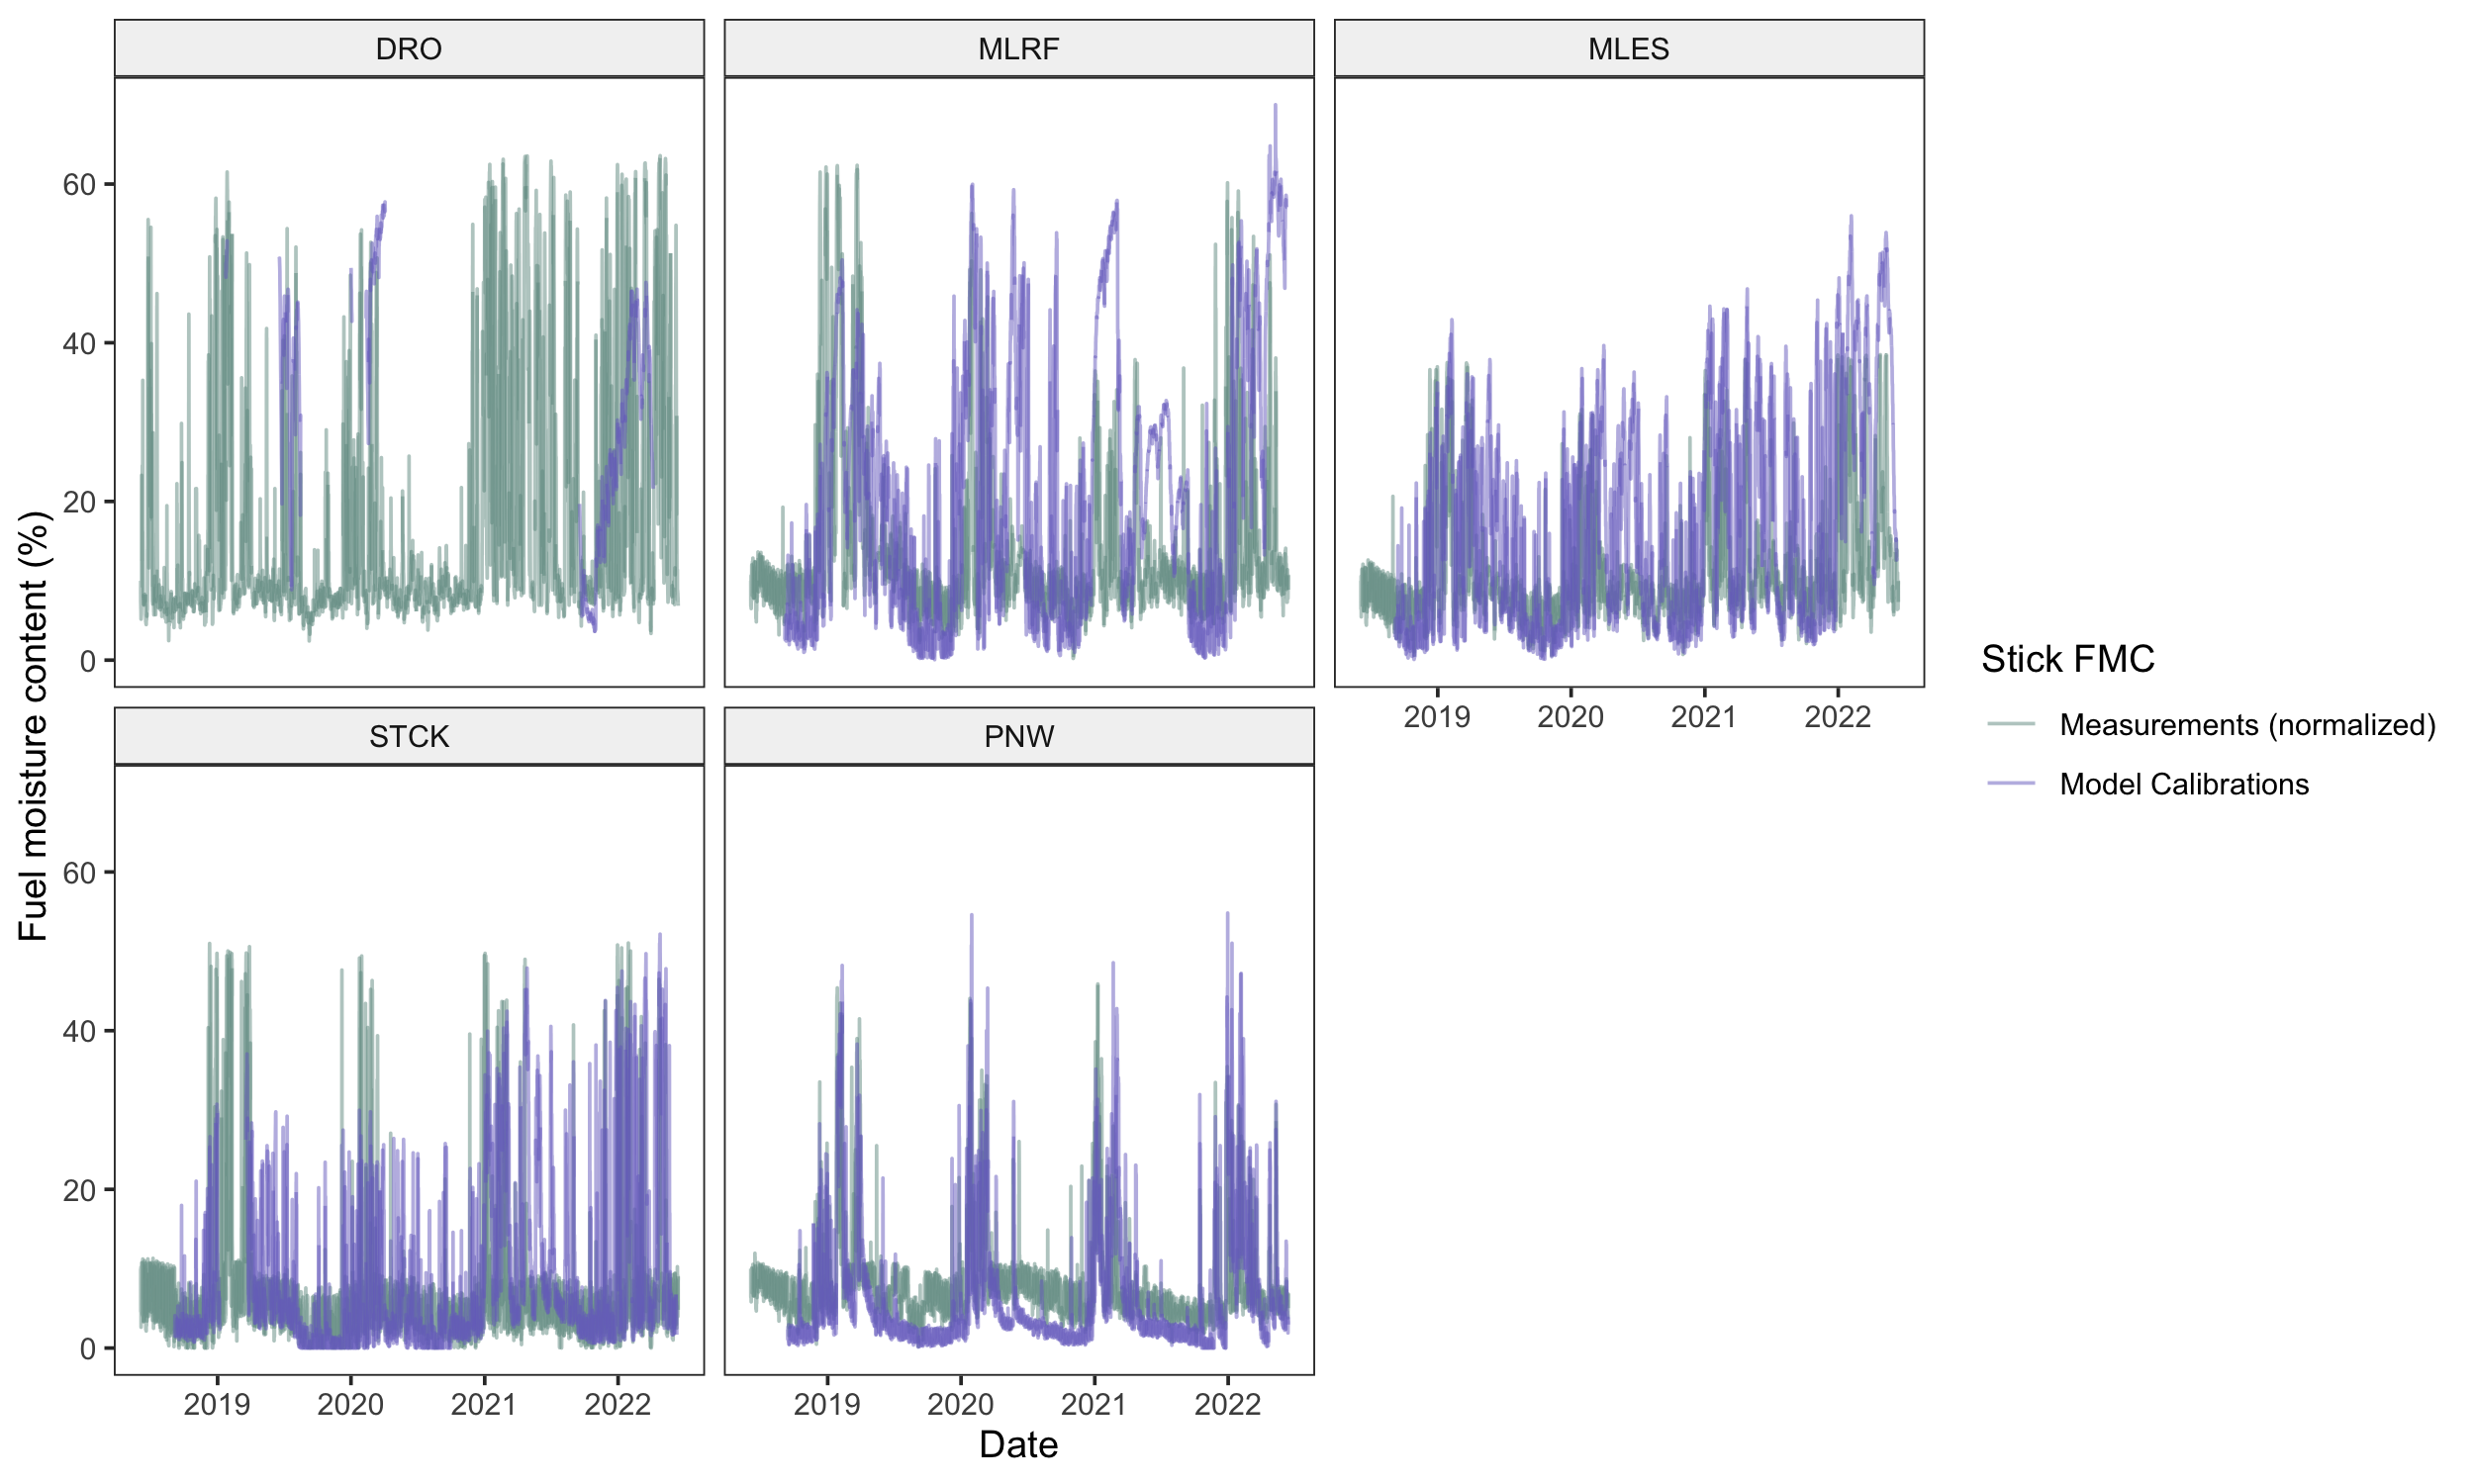 DRO
MLRF
MLES
60
40
20
0
2019 2020 2021 2022
STCK
PNW
60
40
20
0
2019 2020 2021 2022
2019 2020 2021 2022
Fuel moisture content (%)
Date
Stick FMC
Measurements (normalized)
Model Calibrations